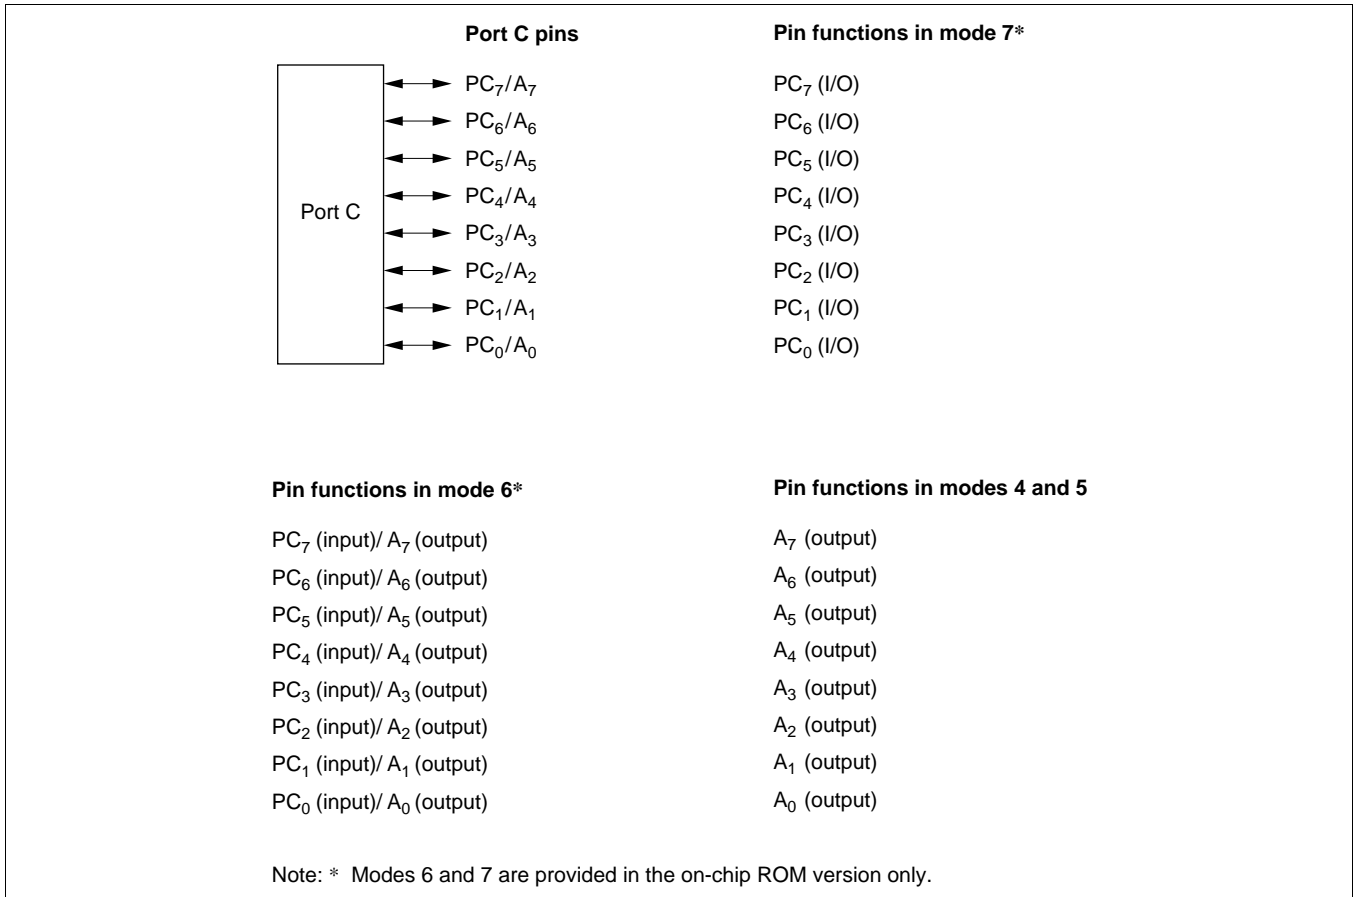 Port C pins Pin functions in mode 7*
PC7/A7 PC7 (I/O)
PC6/A6 PC6 (I/O)
PC5/A5 PC5 (I/O)
PC4/A4 PC4 (I/O)
Port C
PC3/A3 PC3 (I/O)
PC2/A2 PC2 (I/O)
PC1/A1 PC1 (I/O)
PC0/A0 PC0 (I/O)
Pin functions in mode 6* Pin functions in modes 4 and 5
PC7 (input)/ A7 (output) A7 (output)
PC6 (input)/ A6 (output) A6 (output)
PC5 (input)/ A5 (output) A5 (output)
PC4 (input)/ A4 (output) A4 (output)
PC3 (input)/ A3 (output) A3 (output)
PC2 (input)/ A2 (output) A2 (output)
PC1 (input)/ A1 (output) A1 (output)
PC0 (input)/ A0 (output) A0 (output)
Note: * Modes 6 and 7 are provided in the on-chip ROM version only.